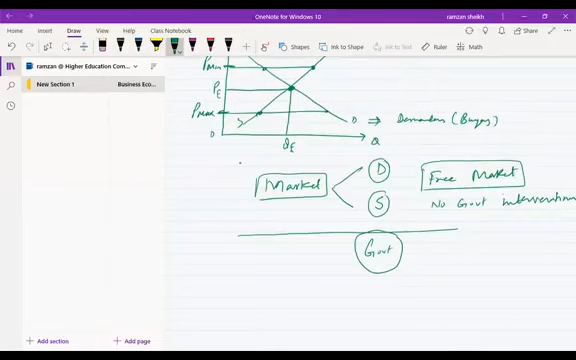 OneNote for Windows 10
ramzan sheikh
Home Insert Draw View Help Class Notebook
Share
Shapes Ink to Shape Ink to Text Ruler Math
ramzan @ Higher Education Com...
New Section 1
Business Eco...
Add section
Add page
Pmin
PE
Pmax
S
D ⇒ Demanders (Buyers)
O
QE
Q
Market
D
S
Free Market
No Govt intervention
Govt